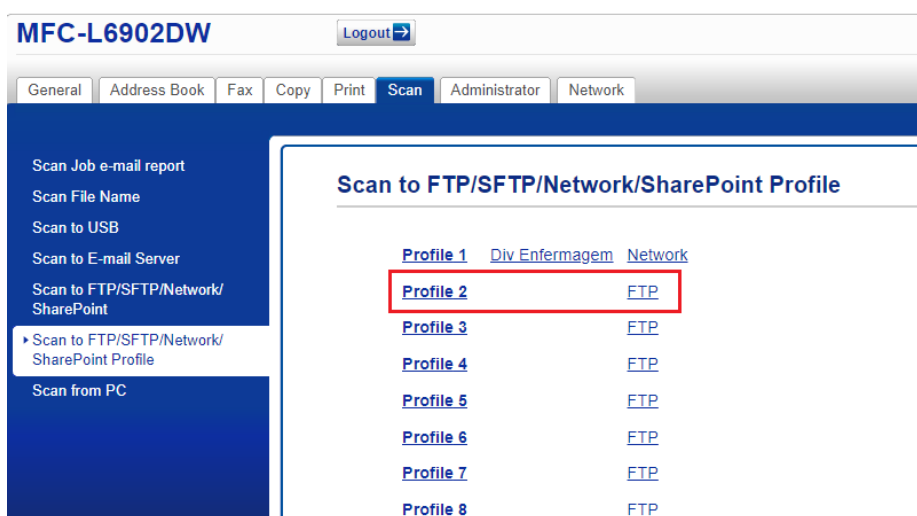 MFC-L6902DW Logout
General Address Book Fax Copy Print Scan Administrator Network
Scan Job e-mail report
Scan File Name
Scan to USB
Scan to E-mail Server
Scan to FTP/SFTP/Network/
SharePoint
Scan to FTP/SFTP/Network/
SharePoint Profile
Scan from PC
Scan to FTP/SFTP/Network/SharePoint Profile
Profile 1 Div Enfermagem Network
Profile 2 FTP
Profile 3 FTP
Profile 4 FTP
Profile 5 FTP
Profile 6 FTP
Profile 7 FTP
Profile 8 FTP